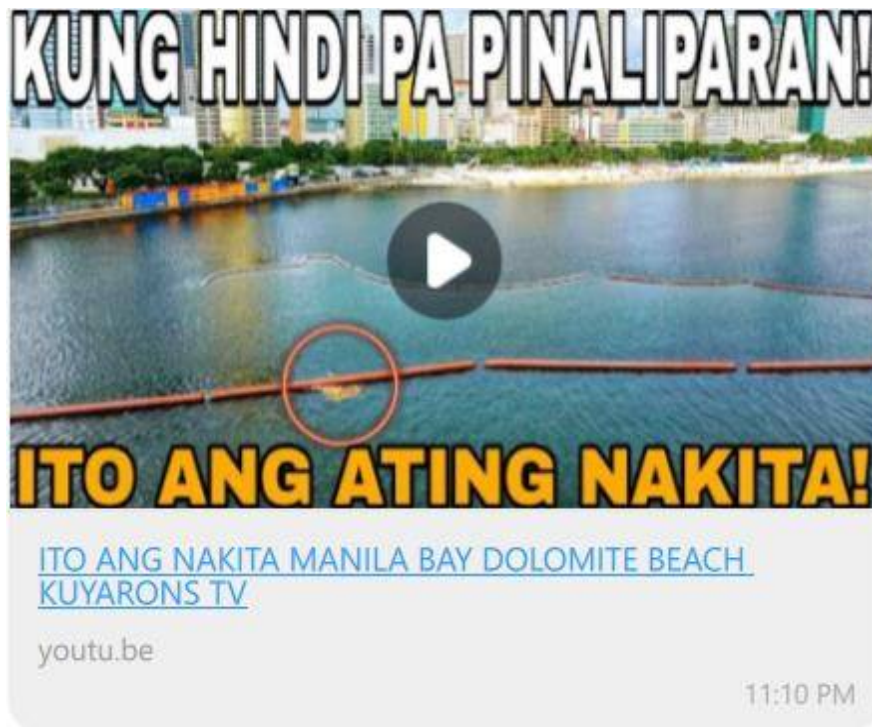 KUNG HINDI PA PINALIPARAN!
ITO ANG ATING NAKITA!
ITO ANG NAKITA MANILA BAY DOLOMITE BEACH
KUYARONS TV
youtu.be
11:10 PM